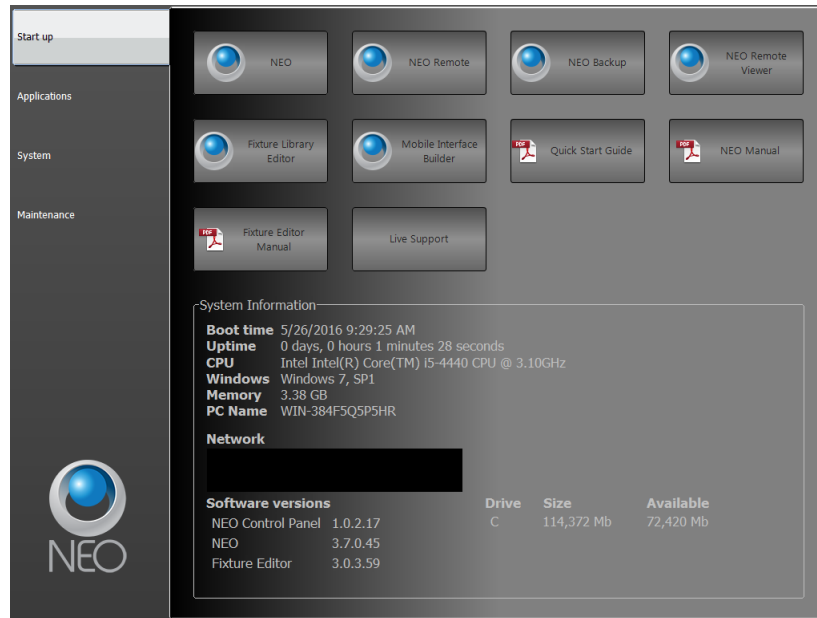 Start up
Applications
System
Maintenance
NEO
NEO
NEO Remote
NEO Backup
NEO Remote
Viewer
Fixture Library
Editor
Mobile Interface
Builder
PDF
Quick Start Guide
PDF
NEO Manual
PDF
Fixture Editor
Manual
Live Support
System Information
Boot time 5/26/2016 9:29:25 AM
Uptime 0 days, 0 hours 1 minutes 28 seconds
CPU Intel Intel(R) Core(TM) i5-4440 CPU @ 3.10GHz
Windows Windows 7, SP1
Memory 3.38 GB
PC Name WIN-384F5Q5P5HR
Network
Software versions Drive Size Available
NEO Control Panel 1.0.2.17 C 114,372 Mb 72,420 Mb
NEO 3.7.0.45
Fixture Editor 3.0.3.59